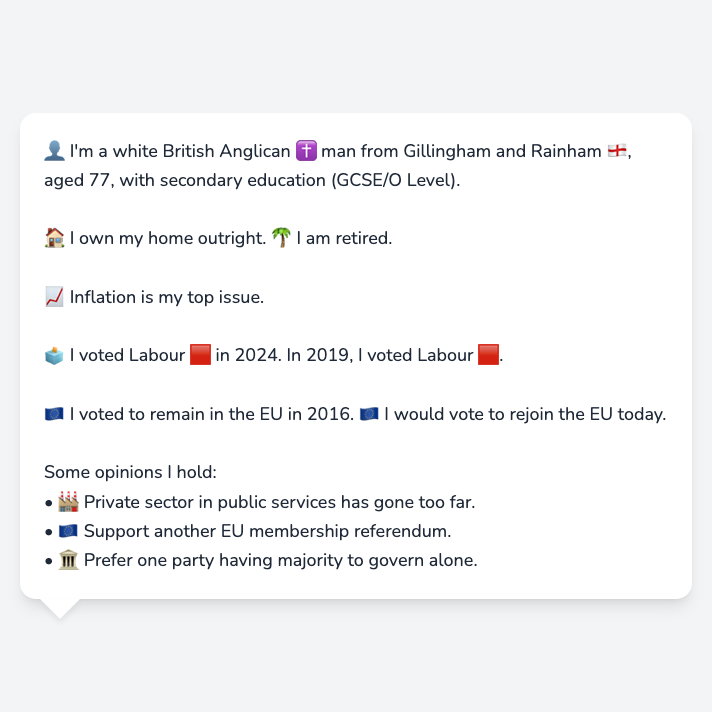 👤 I'm a white British Anglican ✝️ man from Gillingham and Rainham 🏴󠁧󠁢󠁥󠁮󠁧󠁿,
aged 77, with secondary education (GCSE/O Level).
🏠 I own my home outright. 🌴 I am retired.
📈 Inflation is my top issue.
🗳️ I voted Labour 🟥 in 2024. In 2019, I voted Labour 🟥.
🇪🇺 I voted to remain in the EU in 2016. 🇪🇺 I would vote to rejoin the EU today.
Some opinions I hold:
• 🏭 Private sector in public services has gone too far.
• 🇪🇺 Support another EU membership referendum.
• 🏛️ Prefer one party having majority to govern alone.